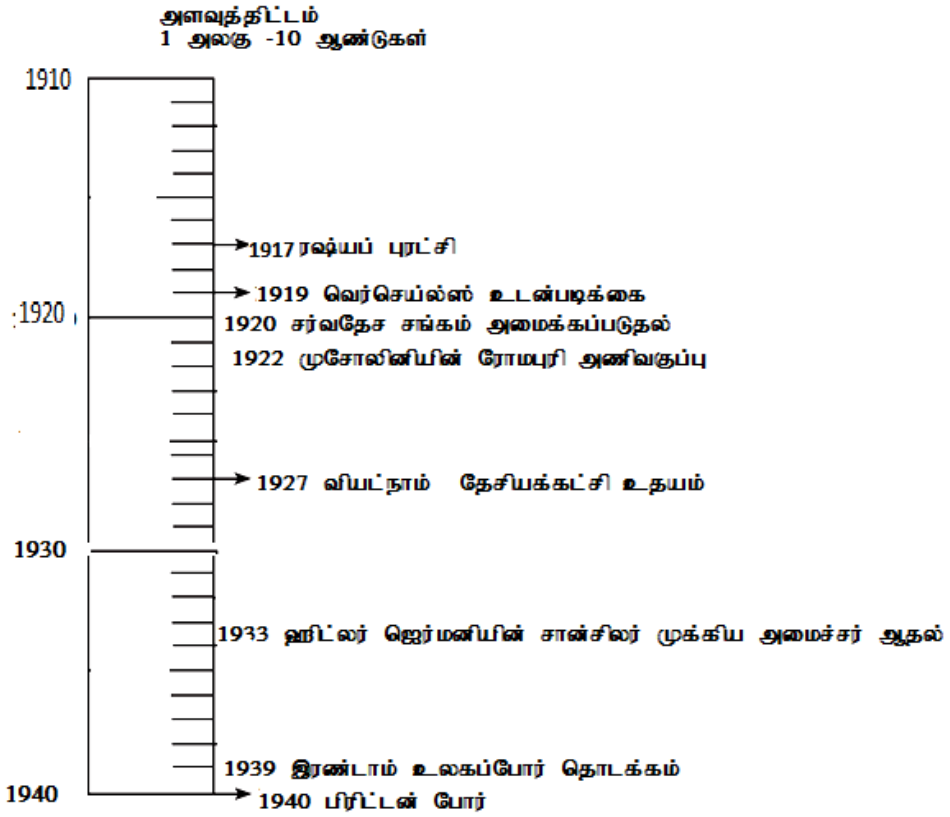 அளவுத்திட்டம்
1 அலகு -10 ஆண்டுகள்
1910
1917 ரஷ்யப் புரட்சி
1919 வெர்செய்ல்ஸ் உடன்படிக்கை
1920
1920 சர்வதேச சங்கம் அமைக்கப்படுதல்
1922 முசோலினியின் ரோமபுரி அணிவகுப்பு
1927 வியட்நாம் தேசியக்கட்சி உதயம்
1930
1933 ஹிட்லர் ஜெர்மனியின் சான்சிலர் முக்கிய அமைச்சர் ஆதல்
1939 இரண்டாம் உலகப்போர் தொடக்கம்
1940
1940 பிரிட்டன் போர்